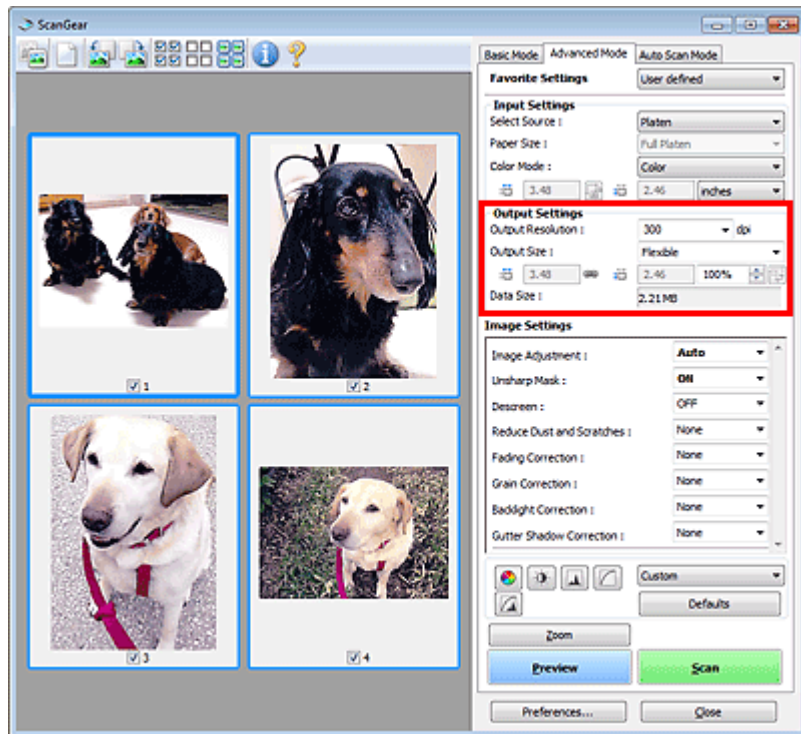 ScanGear
Basic Mode Advanced Mode Auto Scan Mode
Favorite Settings User defined
Input Settings
Select Source : Platen
Paper Size : Full Platen
Color Mode : Color
3.48 2.46 inches
Output Settings
Output Resolution : 300 dpi
Output Size : Flexible
3.48 2.46 100%
Data Size : 2.21 MB
Image Settings
Image Adjustment : Auto
Unsharp Mask : ON
Descreen : OFF
Reduce Dust and Scratches : None
Fading Correction : None
Grain Correction : None
Backlight Correction : None
Gutter Shadow Correction : None
Custom
Defaults
Zoom
Preview Scan
Preferences... Close
1 2
3 4